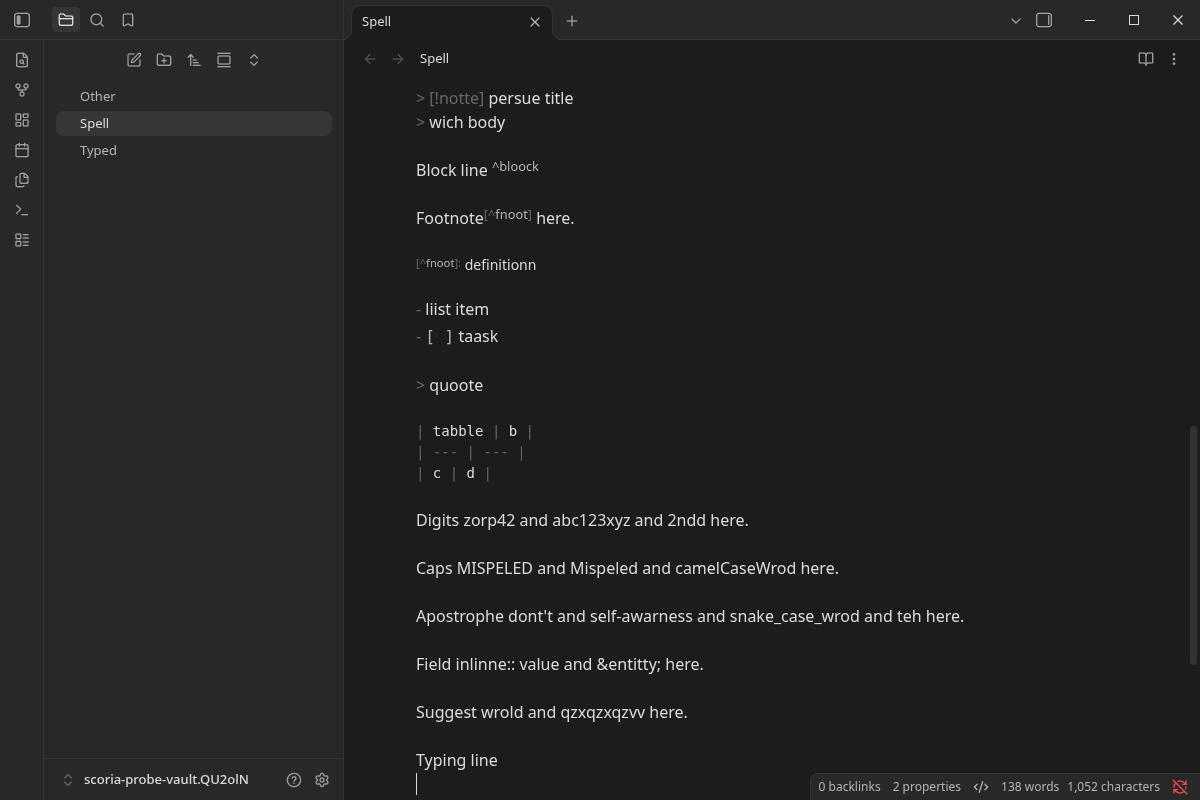 Spell
Spell
Other
Spell
Typed
> [!notte] persue title
> wich body
Block line ^bloock
Footnote[^fnoot] here.
[^fnoot]: definitionn
- liist item
- [ ] taask
> quoote
| tabble | b |
| --- | --- |
| c | d |
Digits zorp42 and abc123xyz and 2ndd here.
Caps MISPELED and Mispeled and camelCaseWrod here.
Apostrophe dont't and self-awarness and snake_case_wrod and teh here.
Field inlinne:: value and &entitty; here.
Suggest wrold and qzxqzxqzvv here.
Typing line
scoria-probe-vault.QU2olN
0 backlinks 2 properties 138 words 1,052 characters